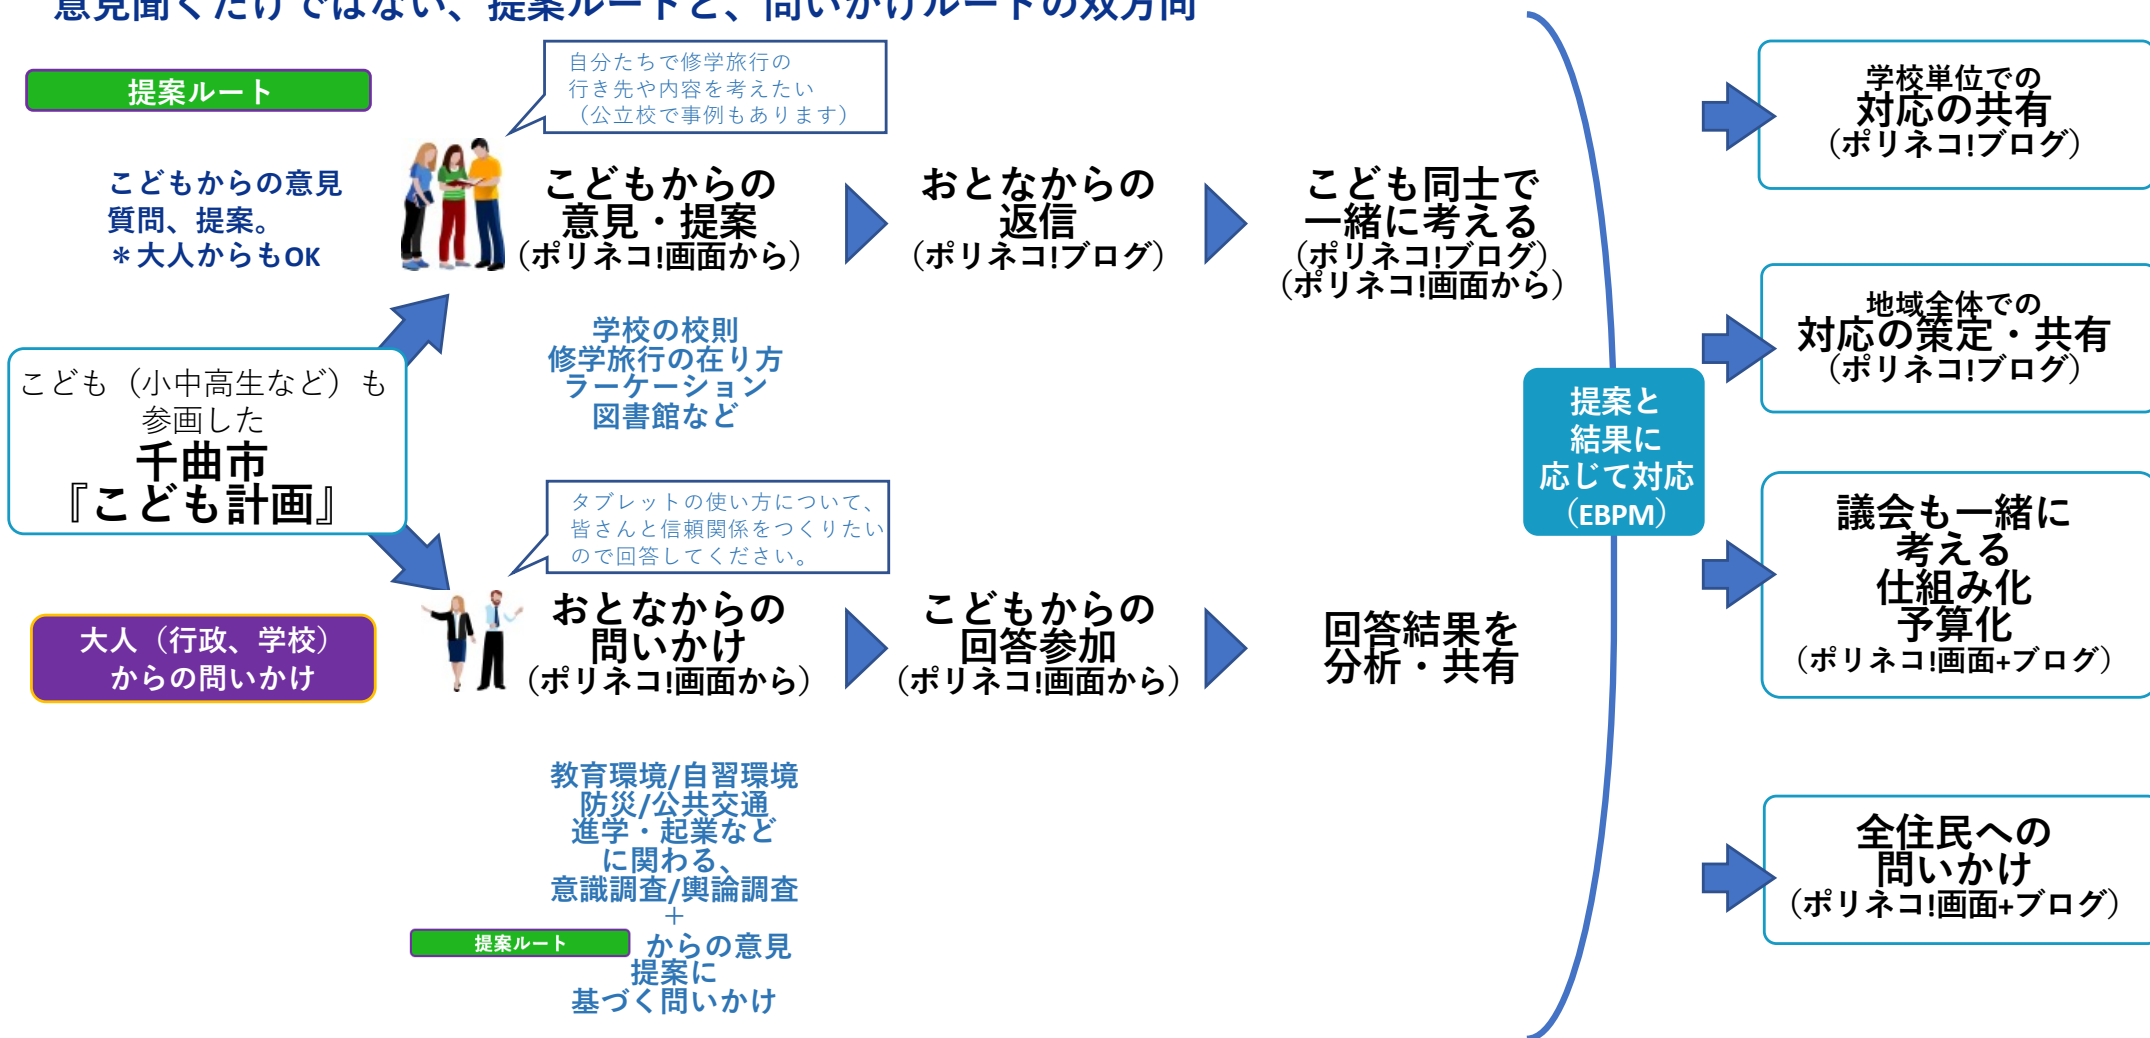 意見聞くだけではない、提案ルートと、問いかけルートの双方向
提案ルート
こどもからの意見
質問、提案。
＊大人からもOK
自分たちで修学旅行の
行き先や内容を考えたい
（公立校で事例もあります）
こどもからの
意見・提案
（ポリネコ!画面から）
おとなからの
返信
（ポリネコ!ブログ）
こども同士で
一緒に考える
（ポリネコ!ブログ）
（ポリネコ!画面から）
学校の校則
修学旅行の在り方
ラーケーション
図書館など
こども（小中高生など）も
参画した
千曲市
『こども計画』
タブレットの使い方について、
皆さんと信頼関係をつくりたい
ので回答してください。
大人（行政、学校）
からの問いかけ
おとなからの
問いかけ
（ポリネコ!画面から）
こどもからの
回答参加
（ポリネコ!画面から）
回答結果を
分析・共有
教育環境/自習環境
防災/公共交通
進学・起業など
に関わる、
意識調査/輿論調査
＋
提案ルート からの意見
提案に
基づく問いかけ
提案と
結果に
応じて対応
（EBPM）
学校単位での
対応の共有
（ポリネコ!ブログ）
地域全体での
対応の策定・共有
（ポリネコ!ブログ）
議会も一緒に
考える
仕組み化
予算化
（ポリネコ!画面+ブログ）
全住民への
問いかけ
（ポリネコ!画面+ブログ）